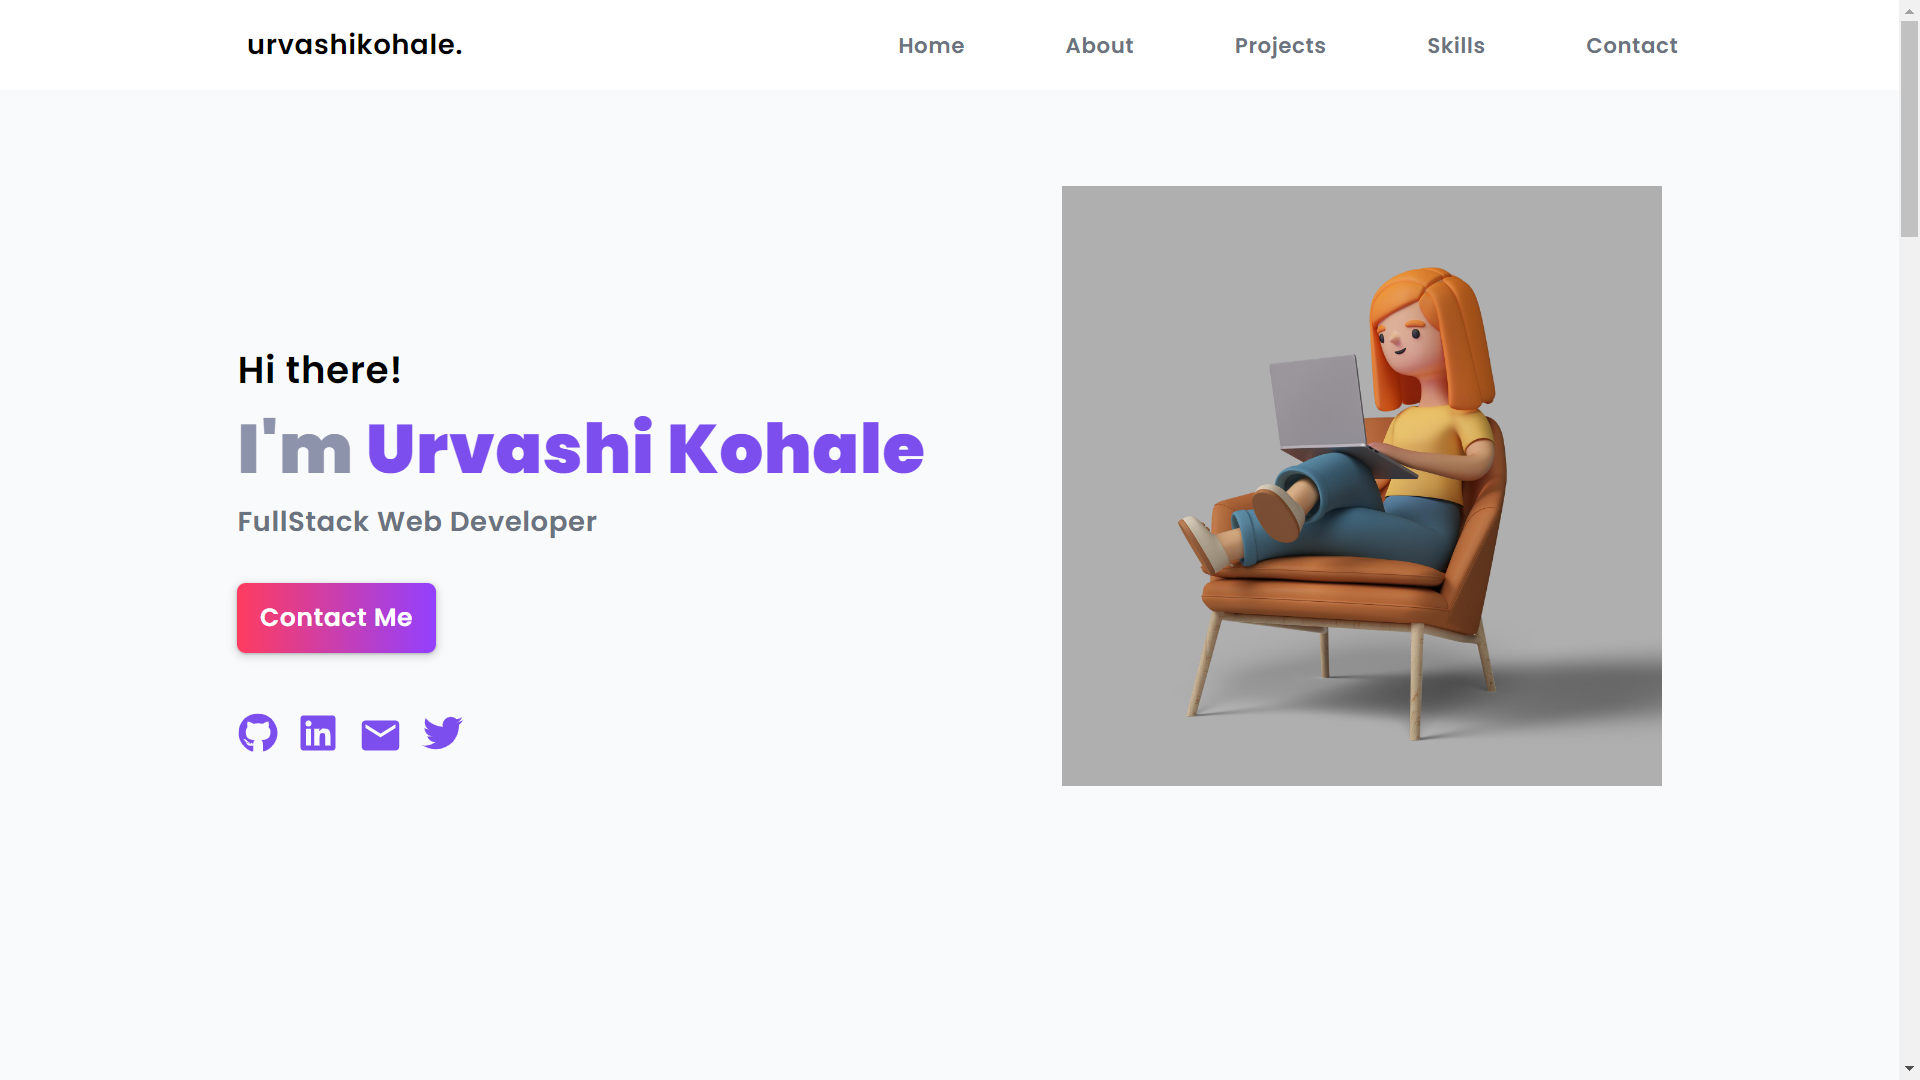 urvashikohale.
Home About Projects Skills Contact
Hi there!
I'm Urvashi Kohale
FullStack Web Developer
Contact Me